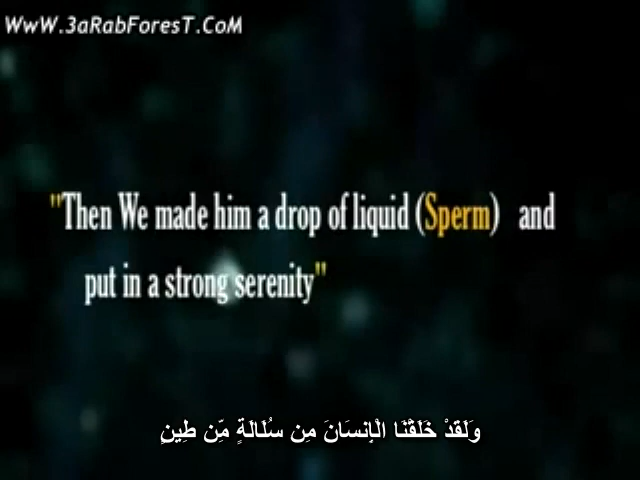 WwW.3aRabForesT.CoM
"Then We made him a drop of liquid (Sperm) and
put in a strong serenity"
وَلَقَدْ خَلَقْنَا الْإِنسَانَ مِن سُلَالَةٍ مِّن طِينٍ